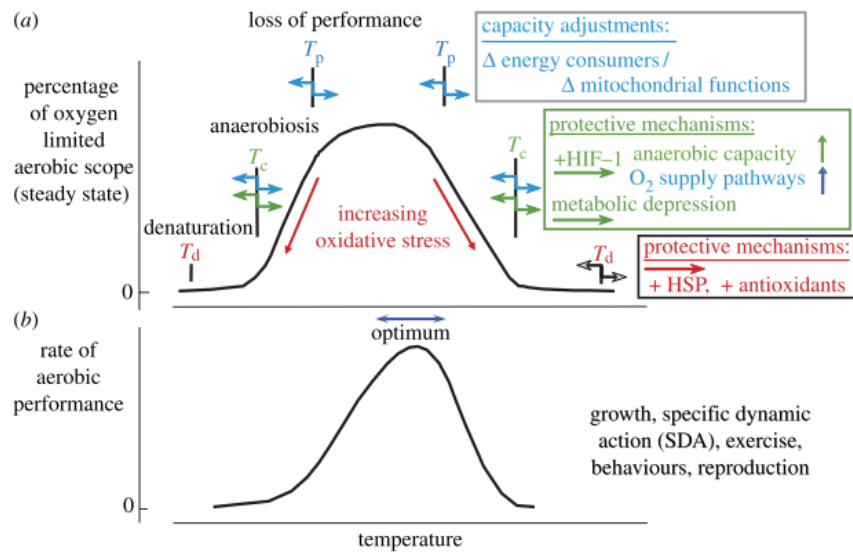 (a)
loss of performance
Tp
Tp
capacity adjustments:
Δ energy consumers /
Δ mitochondrial functions
percentage
of oxygen
limited
aerobic scope
(steady state)
anaerobiosis
Tc
Tc
protective mechanisms:
+HIF–1
anaerobic capacity
O2 supply pathways
metabolic depression
denaturation
Td
increasing
oxidative stress
Td
protective mechanisms:
+ HSP, + antioxidants
0
(b)
optimum
rate of
aerobic
performance
growth, specific dynamic
action (SDA), exercise,
behaviours, reproduction
0
temperature